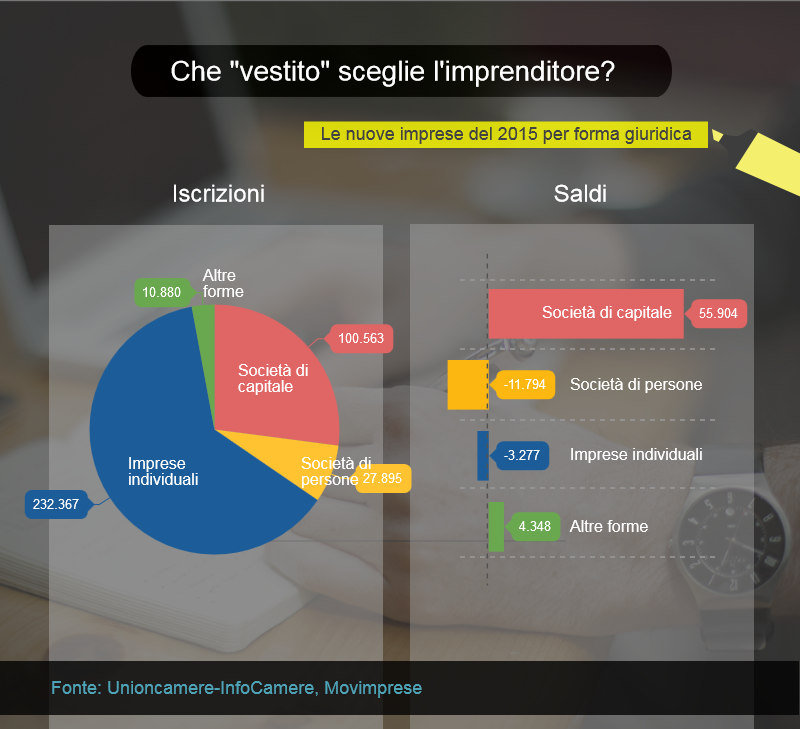 Che "vestito" sceglie l'imprenditore?
Le nuove imprese del 2015 per forma giuridica
Iscrizioni
Altre
forme
10.880
100.563
Società di
capitale
Imprese
individuali
Società di
persone
27.895
232.367
Saldi
Società di capitale
55.904
-11.794
Società di persone
-3.277
Imprese individuali
4.348
Altre forme
Fonte: Unioncamere-InfoCamere, Movimprese